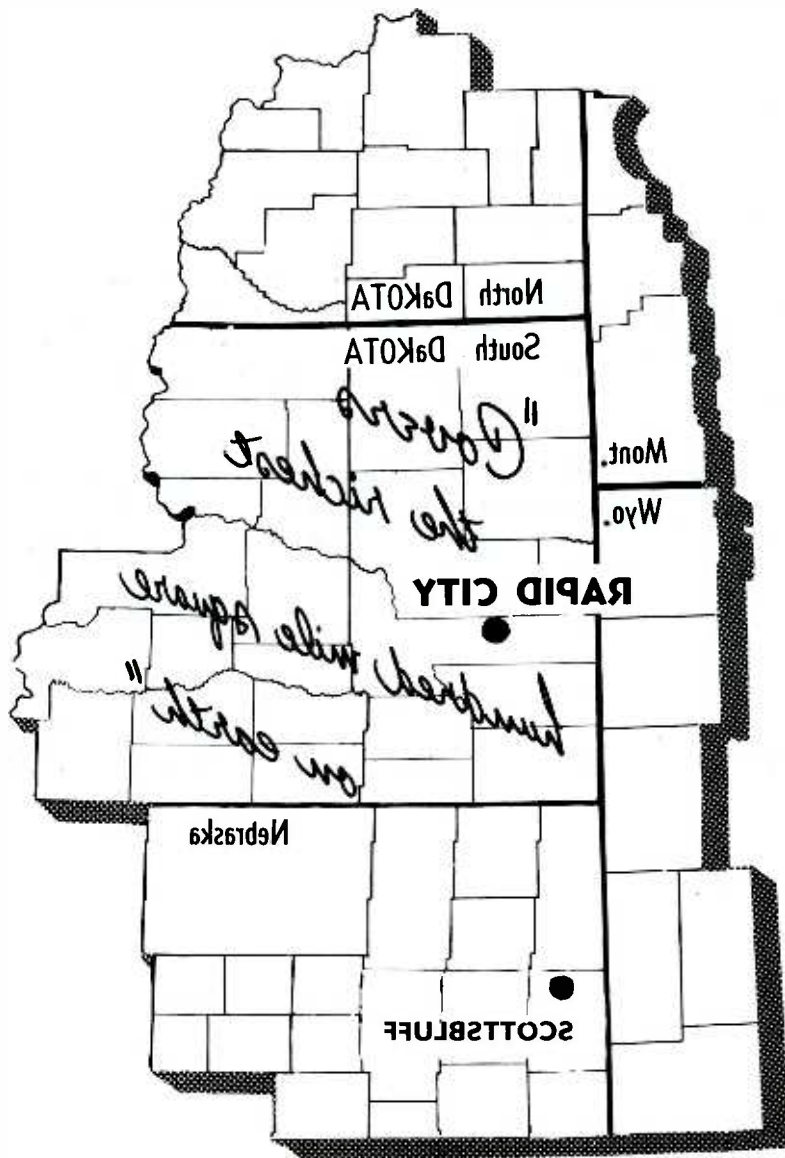 North DaKOTA
South DaKOTA
"Covers
the richest
Mont.
Wyo.
RAPID CITY
hundred mile square
on earth"
Nebraska
SCOTTSBLUFF